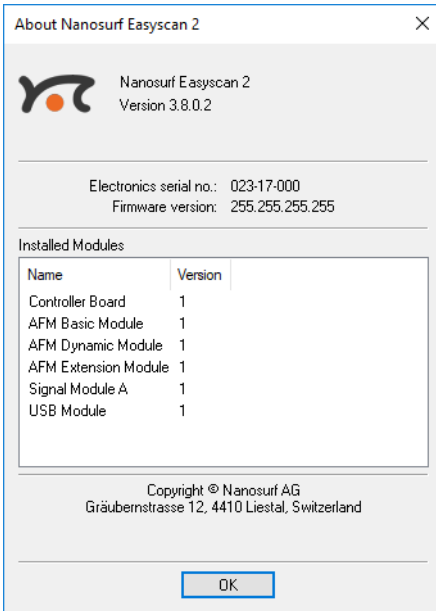 About Nanosurf Easyscan 2
Nanosurf Easyscan 2
Version 3.8.0.2
Electronics serial no.: 023-17-000
Firmware version: 255.255.255.255
Installed Modules
Name Version
Controller Board 1
AFM Basic Module 1
AFM Dynamic Module 1
AFM Extension Module 1
Signal Module A 1
USB Module 1
Copyright © Nanosurf AG
Gräubernstrasse 12, 4410 Liestal, Switzerland
OK